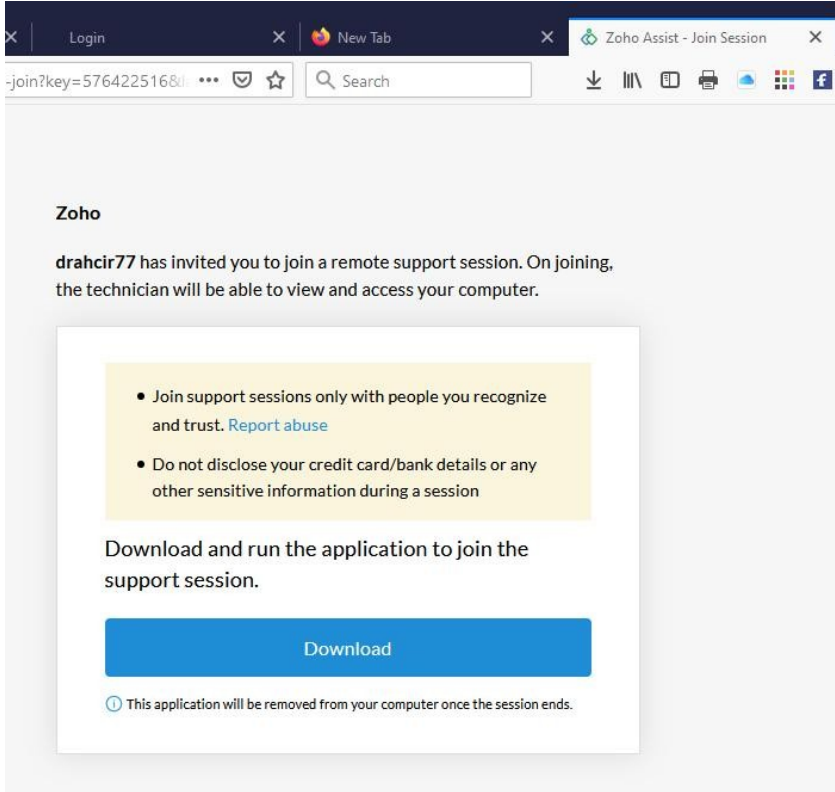 Login
New Tab
Zoho Assist - Join Session
-join?key=576422516&
Search
Zoho
drahcir77 has invited you to join a remote support session. On joining,
the technician will be able to view and access your computer.
• Join support sessions only with people you recognize
and trust. Report abuse
• Do not disclose your credit card/bank details or any
other sensitive information during a session
Download and run the application to join the
support session.
Download
This application will be removed from your computer once the session ends.